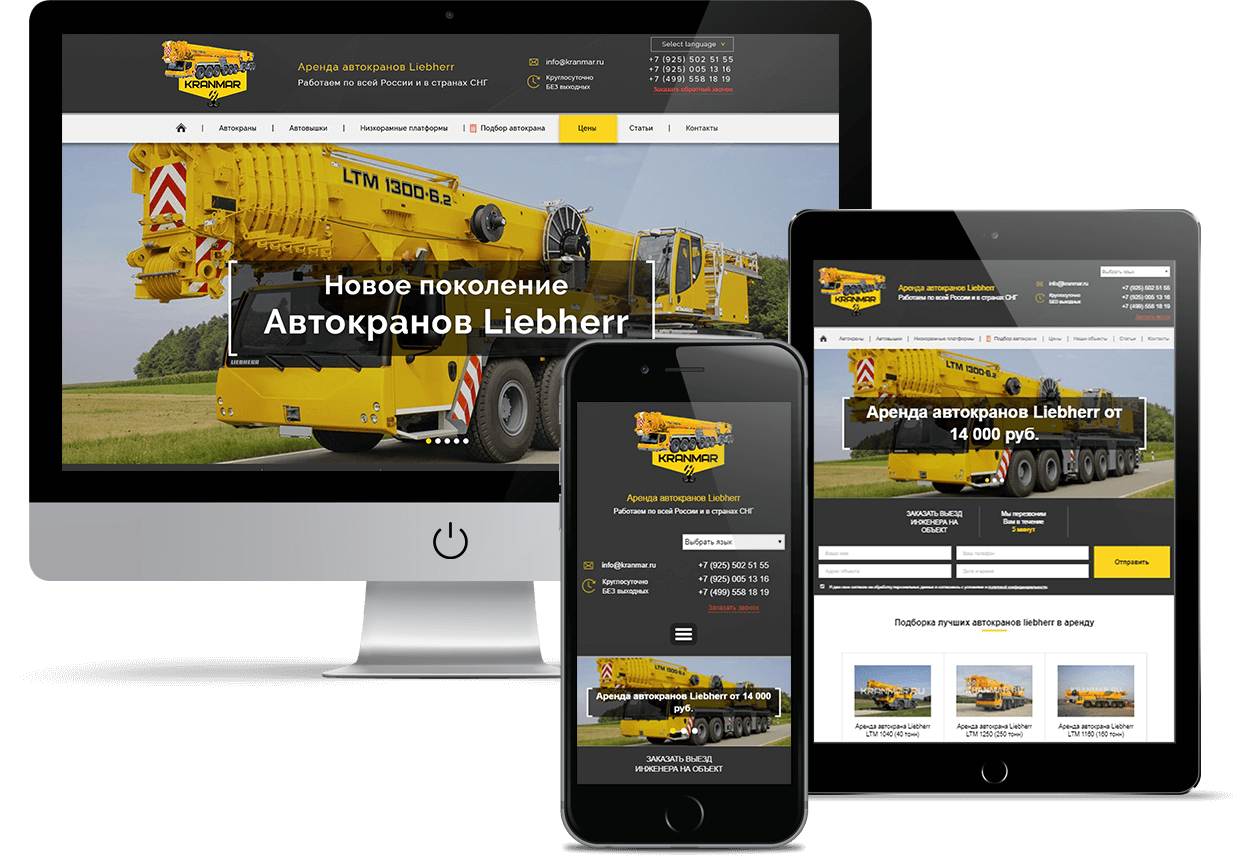 KRANMAR
Аренда автокранов Liebherr
Работаем по всей России и в странах СНГ
info@kranmar.ru
Круглосуточно
БЕЗ выходных
Select language
+7 (925) 502 51 55
+7 (925) 005 13 16
+7 (499) 558 18 19
Заказать обратный звонок
Автокраны | Автовышки | Низкорамные платформы | Подбор автокрана Цены Статьи | Контакты
LTM 1300-6.2
Новое поколение
Автокранов Liebherr
LIEBHERR
KRANMAR
Аренда автокранов Liebherr
Работаем по всей России и в странах СНГ
Выбрать язык
info@kranmar.ru
Круглосуточно
БЕЗ выходных
+7 (925) 502 51 55
+7 (925) 005 13 16
+7 (499) 558 18 19
Заказать звонок
LTM 1300-6.2
Аренда автокранов Liebherr от 14 000
руб.
ЗАКАЗАТЬ ВЫЕЗД
ИНЖЕНЕРА НА ОБЪЕКТ
KRANMAR
Аренда автокранов Liebherr
Работаем по всей России и в странах СНГ
info@kranmar.ru
Круглосуточно
БЕЗ выходных
Выбрать язык
+7 (925) 502 51 55
+7 (925) 005 13 16
+7 (499) 558 18 19
Заказать звонок
Автокраны | Автовышки | Низкорамные платформы | Подбор автокрана | Цены | Наши объекты | Статьи | Контакты
LTM 1300-6.2
Аренда автокранов Liebherr от
14 000 руб.
ЗАКАЗАТЬ ВЫЕЗД
ИНЖЕНЕРА НА
ОБЪЕКТ
Мы перезвоним
Вам в течение
5 минут
Ваше имя
Ваш телефон
Адрес объекта
Дата и время
Отправить
Подборка лучших автокранов liebherr в аренду
KRANMAR.RU
Аренда автокрана Liebherr
LTM 1040 (40 тонн)
KRANMAR.RU
Аренда автокрана Liebherr
LTM 1250 (250 тонн)
KRANMAR.RU
Аренда автокрана Liebherr
LTM 1160 (160 тонн)